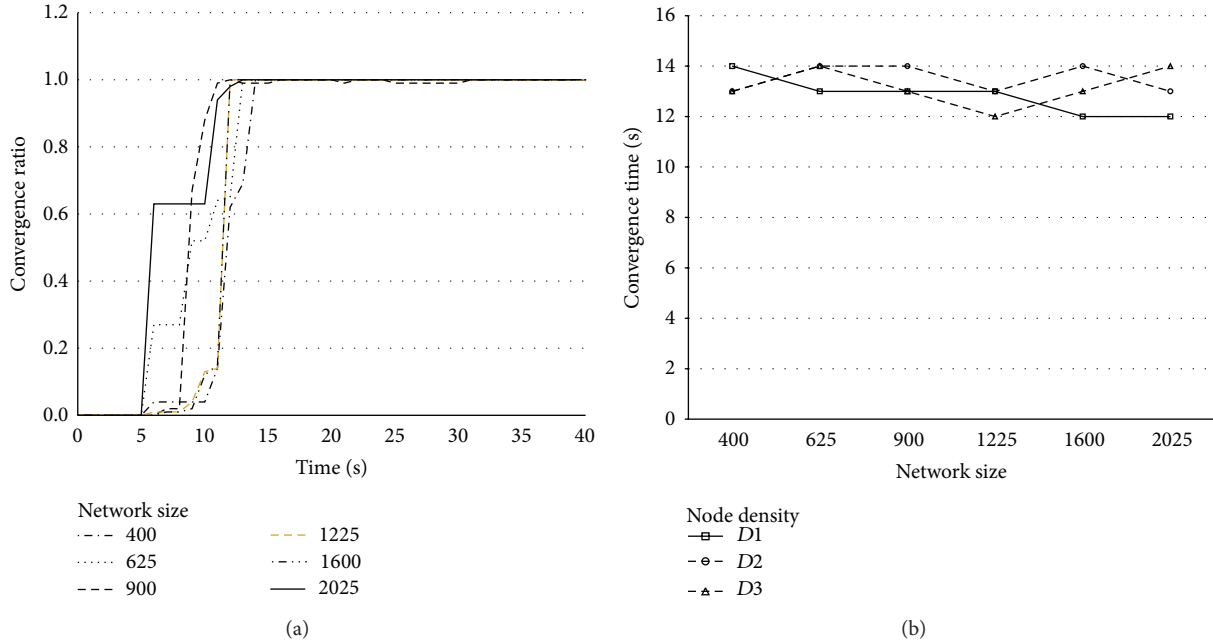 1.2
1.0
0.8
0.6
0.4
0.2
0.0
Convergence ratio
0 5 10 15 20 25 30 35 40
Time (s)
Network size
400 1225
625 1600
900 2025
(a)
16
14
12
10
8
6
4
2
0
Convergence time (s)
400 625 900 1225 1600 2025
Network size
Node density
D1
D2
D3
(b)